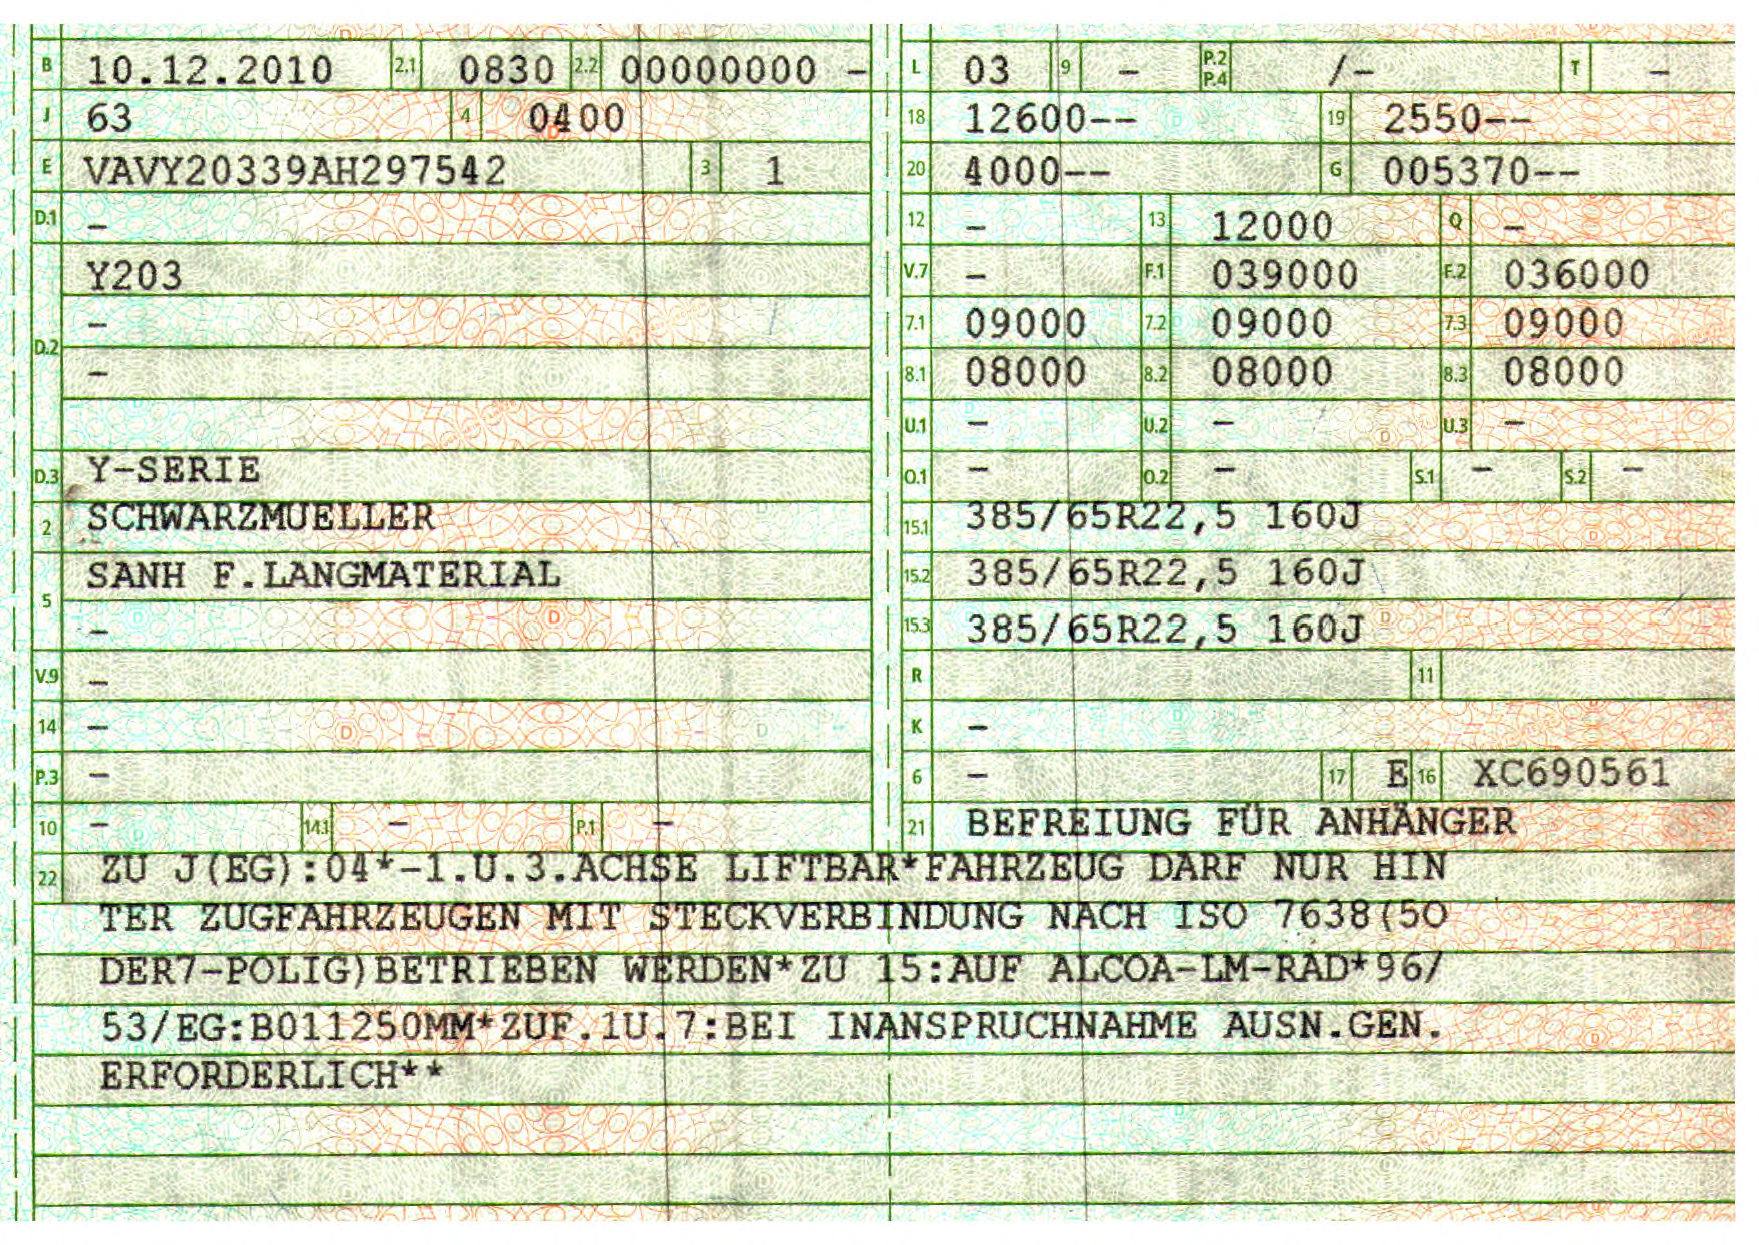 B 10.12.2010 2.1 0830 2.2 00000000 -
J 63 4 0400
E VAVY20339AH297542 3 1
D.1 -
Y203
D.2 -
-
D.3 Y-SERIE
2 SCHWARZMUELLER
5 SANH F.LANGMATERIAL
-
V.9 -
14 -
P.3 -
10 - 14.1 - P.1 -
L 03 9 - P.2 P.4 /- T -
18 12600-- 19 2550--
20 4000-- G 005370--
12 - 13 12000 Q -
V.7 - F.1 039000 F.2 036000
7.1 09000 7.2 09000 7.3 09000
8.1 08000 8.2 08000 8.3 08000
U.1 - U.2 - U.3 -
O.1 - O.2 - S.1 - S.2 -
15.1 385/65R22,5 160J
15.2 385/65R22,5 160J
15.3 385/65R22,5 160J
R 11
K -
6 - 17 E 16 XC690561
21 BEFREIUNG FÜR ANHÄNGER
22 ZU J(EG):04*-1.U.3.ACHSE LIFTBAR*FAHRZEUG DARF NUR HIN
TER ZUGFAHRZEUGEN MIT STECKVERBINDUNG NACH ISO 7638(5O
DER7-POLIG)BETRIEBEN WERDEN*ZU 15:AUF ALCOA-LM-RAD*96/
53/EG:B011250MM*ZUF.1U.7:BEI INANSPRUCHNAHME AUSN.GEN.
ERFORDERLICH**